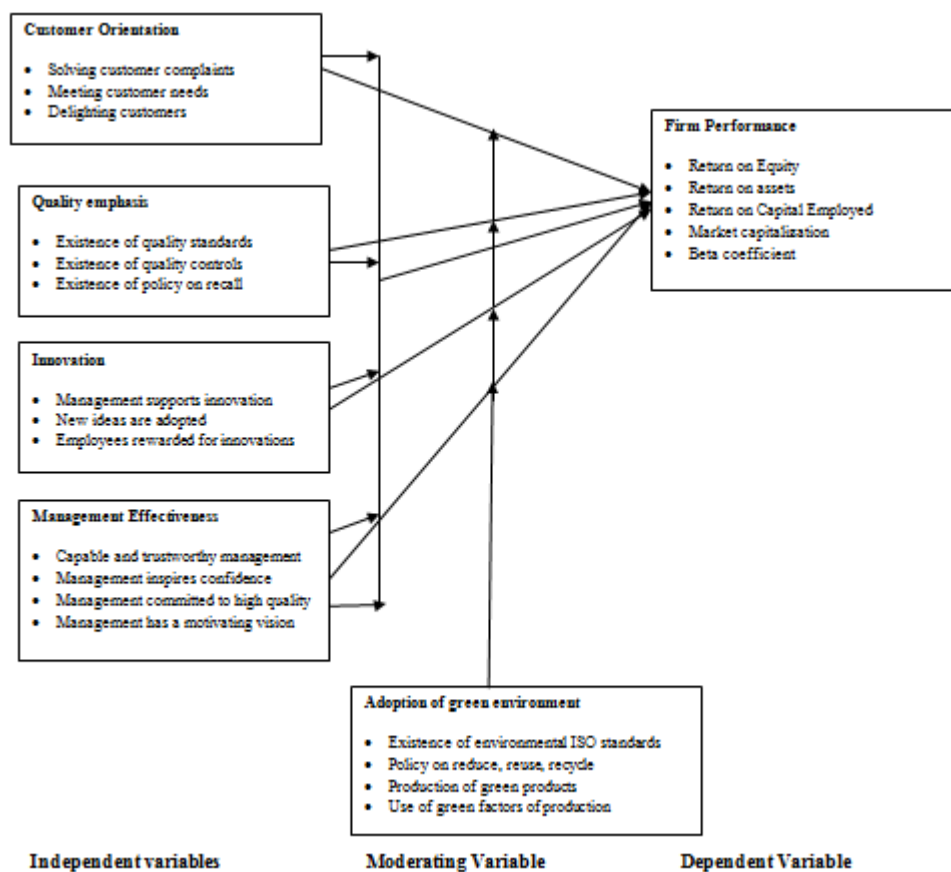 Customer Orientation
• Solving customer complaints
• Meeting customer needs
• Delighting customers
Quality emphasis
• Existence of quality standards
• Existence of quality controls
• Existence of policy on recall
Innovation
• Management supports innovation
• New ideas are adopted
• Employees rewarded for innovations
Management Effectiveness
• Capable and trustworthy management
• Management inspires confidence
• Management committed to high quality
• Management has a motivating vision
Firm Performance
• Return on Equity
• Return on assets
• Return on Capital Employed
• Market capitalization
• Beta coefficient
Adoption of green environment
• Existence of environmental ISO standards
• Policy on reduce, reuse, recycle
• Production of green products
• Use of green factors of production
Independent variables
Moderating Variable
Dependent Variable